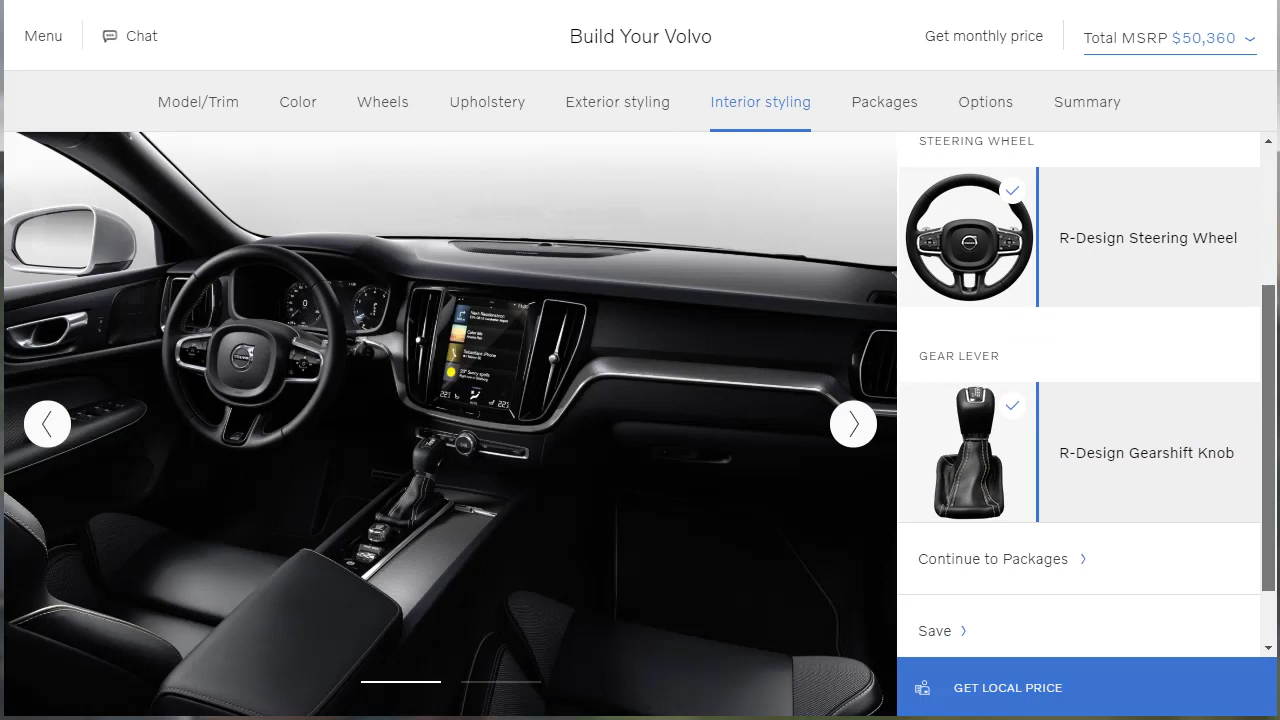 Menu
Chat
Build Your Volvo
Get monthly price
Total MSRP $50,360
Model/Trim
Color
Wheels
Upholstery
Exterior styling
Interior styling
Packages
Options
Summary
STEERING WHEEL
R-Design Steering Wheel
GEAR LEVER
R-Design Gearshift Knob
Continue to Packages
Save
GET LOCAL PRICE